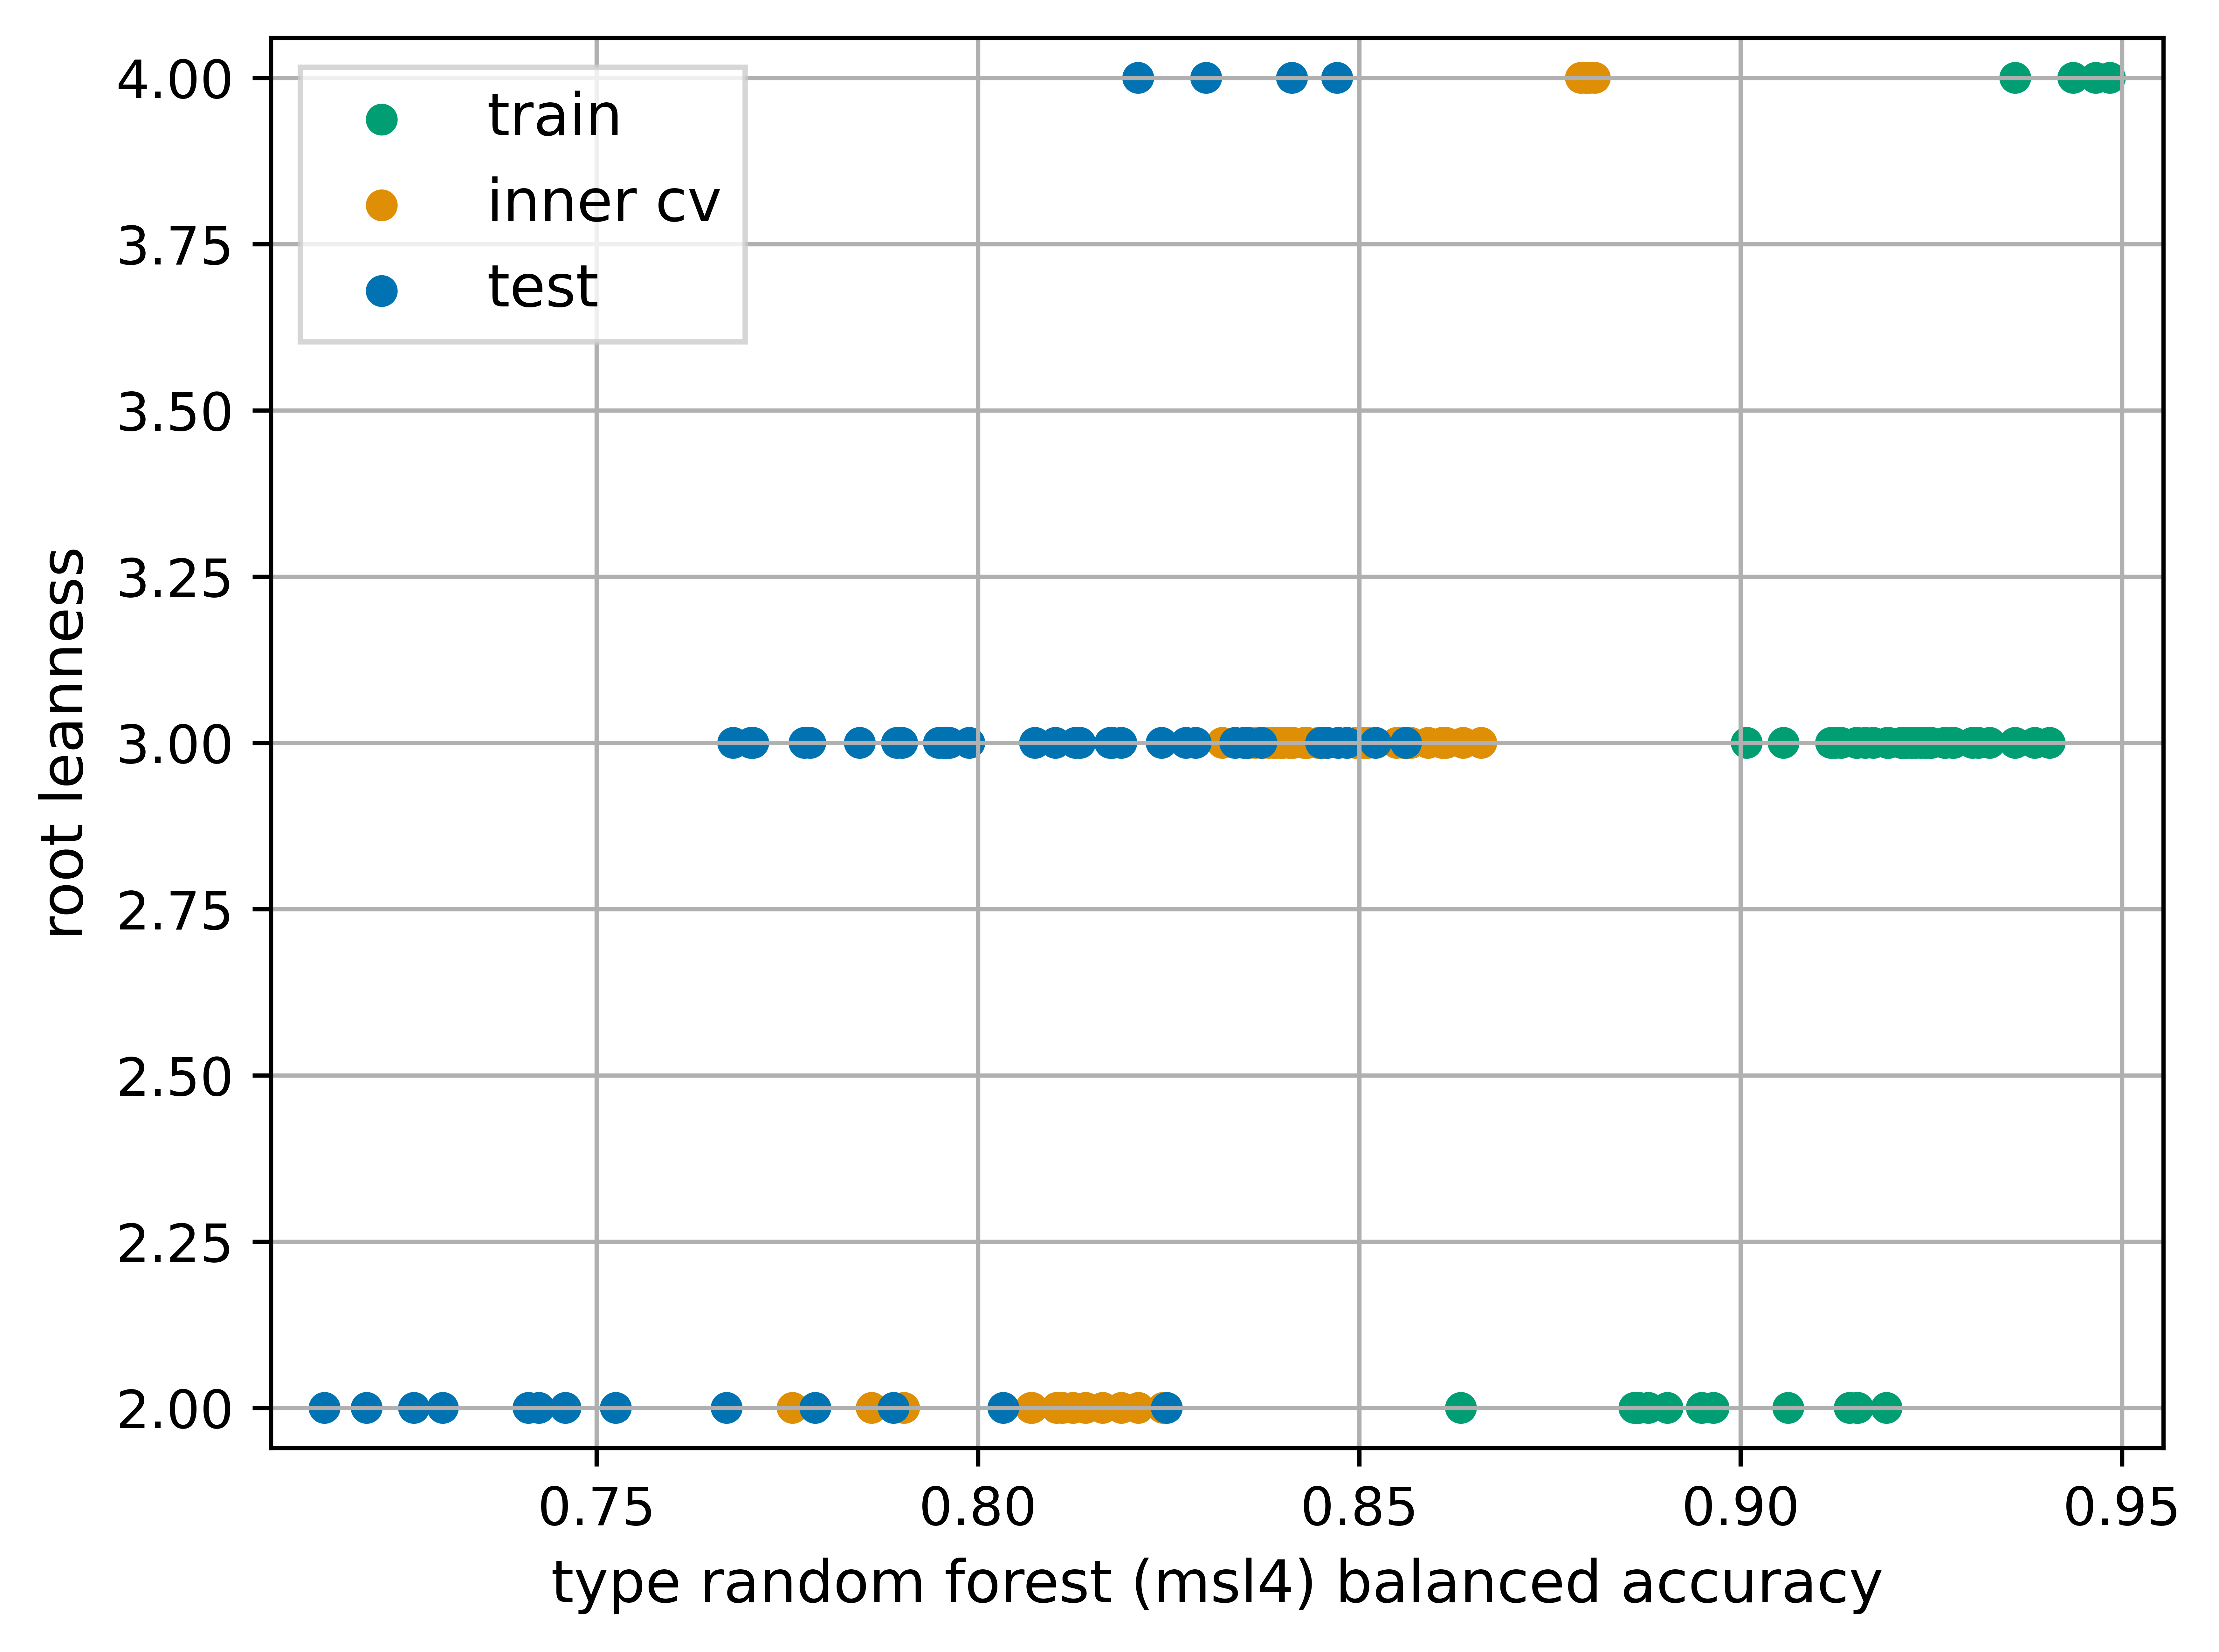 train
inner cv
test
4.00
3.75
3.50
3.25
3.00
2.75
2.50
2.25
2.00
root leanness
0.75 0.80 0.85 0.90 0.95
type random forest (msl4) balanced accuracy